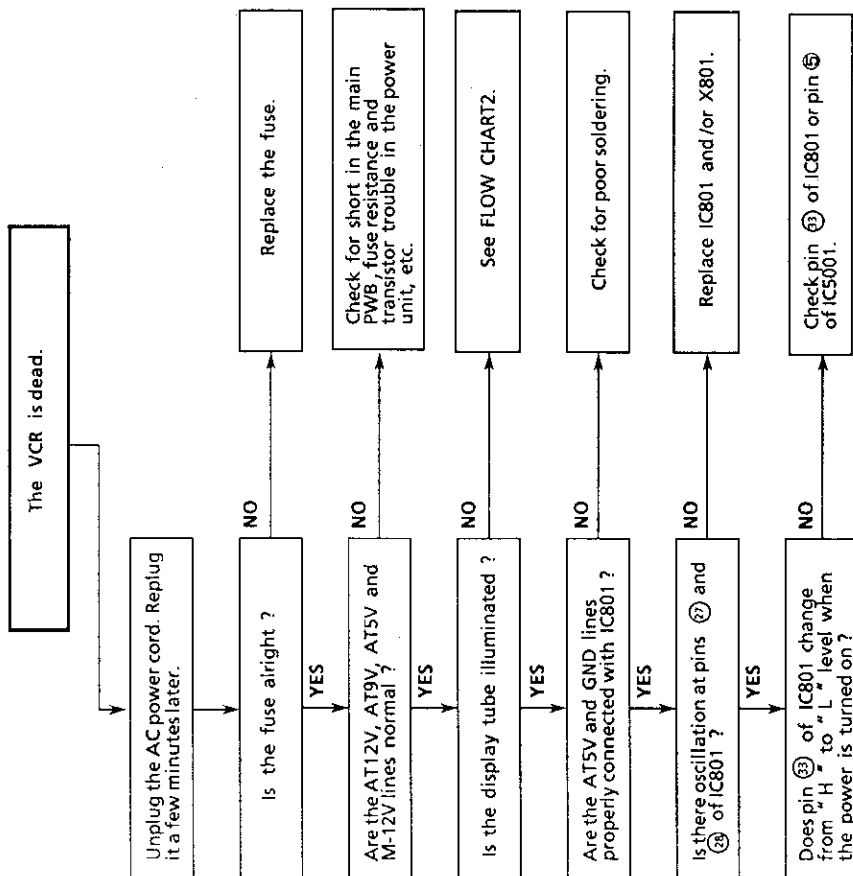 The VCR is dead.
Unplug the AC power cord. Replug
it a few minutes later.
Is the fuse alright ?
NO
Replace the fuse.
YES
Are the AT12V, AT9V, AT5V and
M-12V lines normal ?
NO
Check for short in the main
PWB, fuse resistance and
transistor trouble in the power
unit, etc.
YES
Is the display tube illuminated ?
NO
See FLOW CHART2.
YES
Are the AT5V and GND lines
properly connected with IC801 ?
NO
Check for poor soldering.
YES
Is there oscillation at pins ㉗ and
㉘ of IC801 ?
NO
Replace IC801 and/or X801.
YES
Does pin ㉝ of IC801 change
from "H" to "L" level when
the power is turned on ?
NO
Check pin ㉝ of IC801 or pin ⑤
of IC5001.